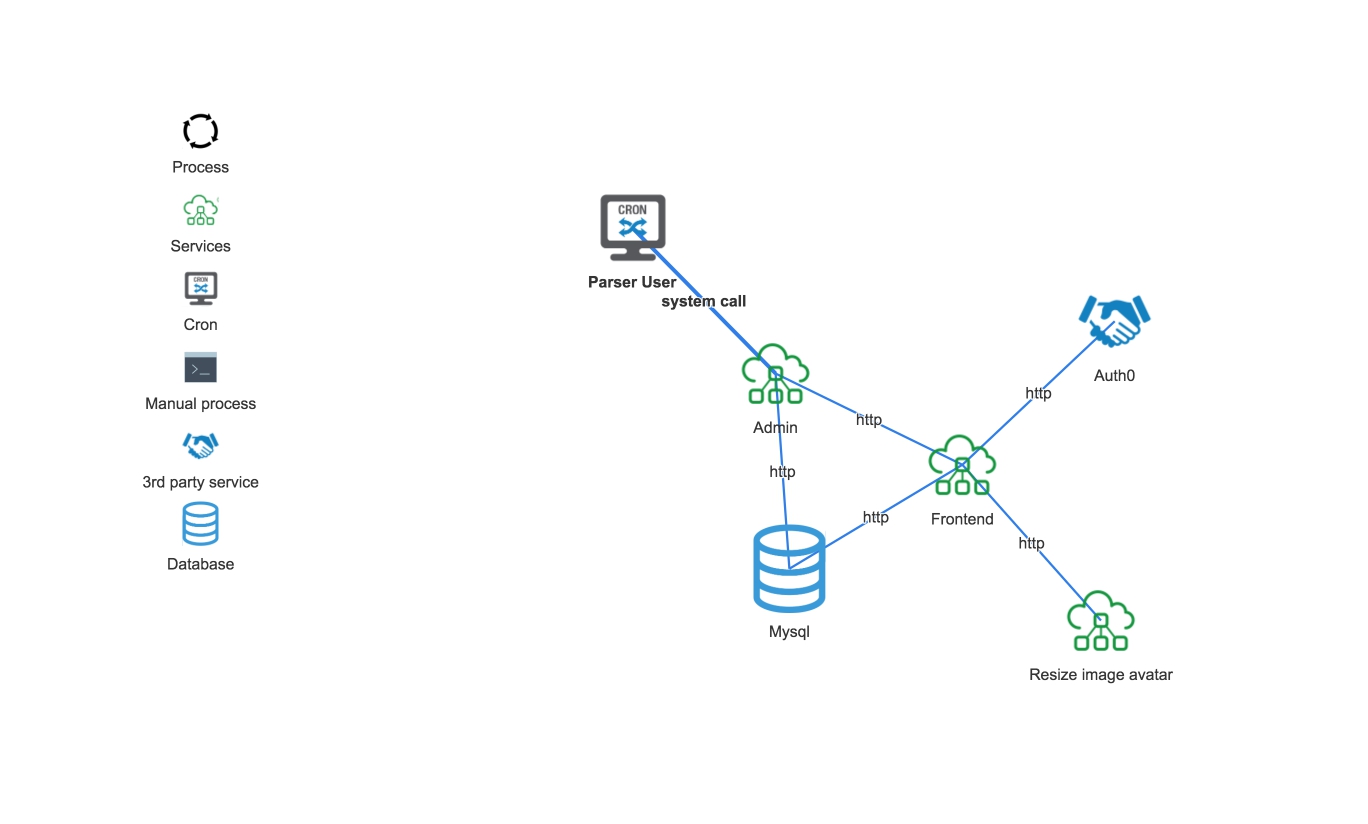 Process
Services
CRON
Cron
>_
Manual process
3rd party service
Database
CRON
Parser User
system call
Admin
http
http
http
http
http
Auth0
Frontend
Mysql
Resize image avatar